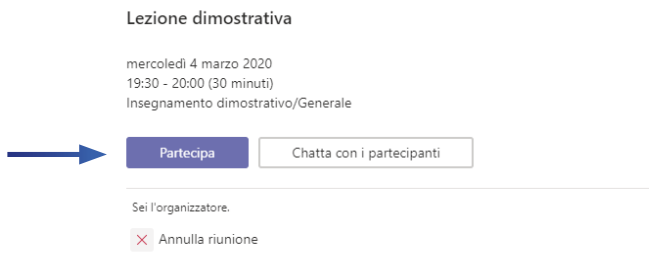 Lezione dimostrativa
mercoledì 4 marzo 2020
19:30 - 20:00 (30 minuti)
Insegnamento dimostrativo/Generale
Partecipa
Chatta con i partecipanti
Sei l'organizzatore.
Annulla riunione